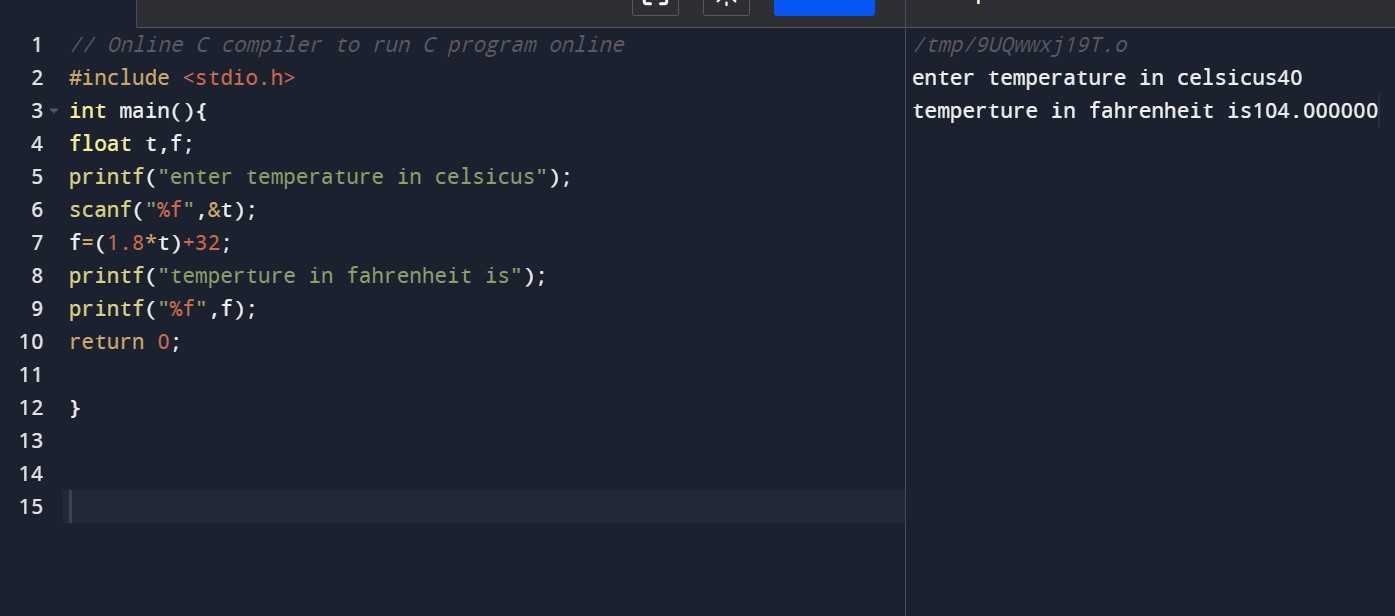 1 // Online C compiler to run C program online
2 #include <stdio.h>
3 int main(){
4 float t,f;
5 printf("enter temperature in celsicus");
6 scanf("%f",&t);
7 f=(1.8*t)+32;
8 printf("temperture in fahrenheit is");
9 printf("%f",f);
10 return 0;
11
12 }
13
14
15
/tmp/9UQwwxj19T.o
enter temperature in celsicus40
temperture in fahrenheit is104.000000